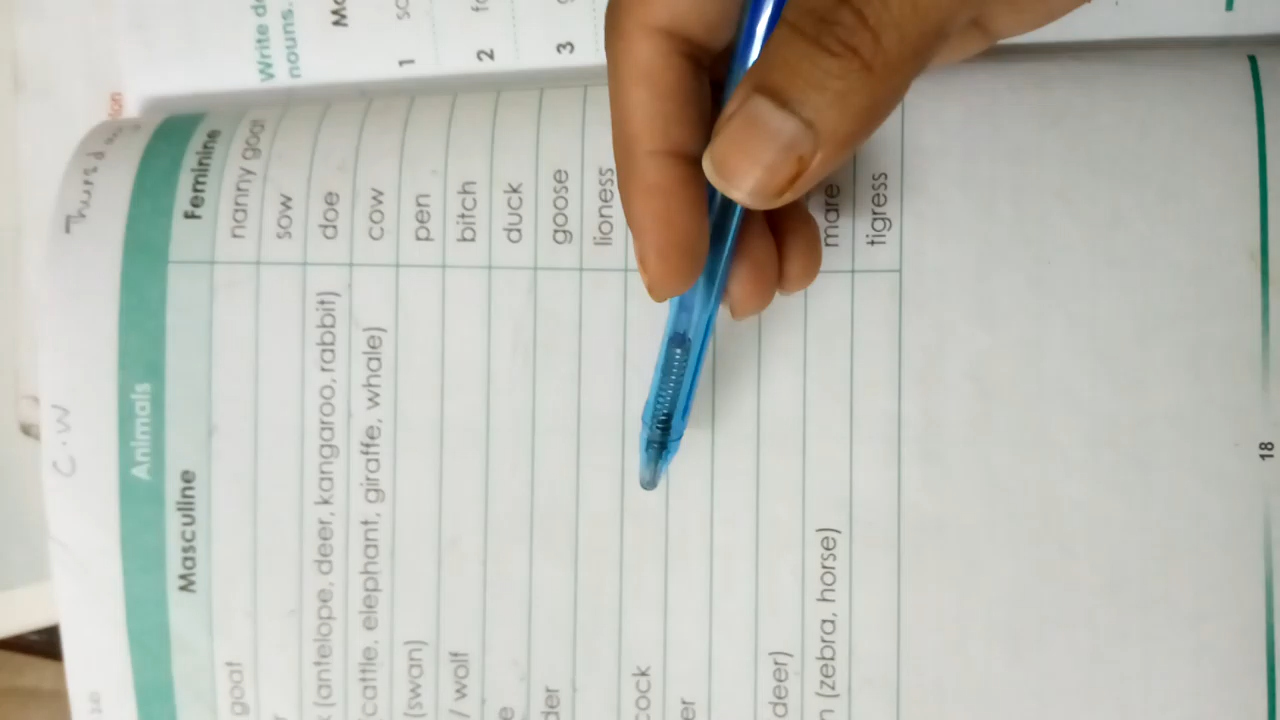 Thursday
C.W
Animals
Masculine Feminine
goat nanny goat
sow
(antelope, deer, kangaroo, rabbit) doe
(cattle, elephant, giraffe, whale) cow
(swan) pen
/ wolf bitch
duck
goose
lioness
cock
deer) 
(zebra, horse) mare
tigress
18
Write
nouns.
1
2
3